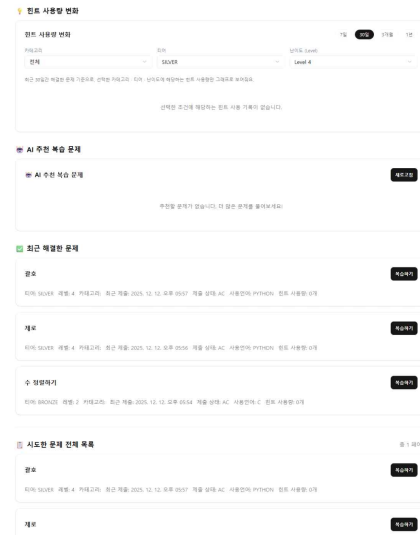 힌트 사용량 변화
힌트 사용량 변화
7일 30일 3개월 1년
카테고리 티어 난이도 (Level)
전체 SILVER Level 4
최근 30일간 해결한 문제 기준으로, 선택한 카테고리 · 티어 · 난이도에 해당하는 힌트 사용량만 그래프로 보여줘요.
선택한 조건에 해당하는 힌트 사용 기록이 없습니다.
AI 추천 복습 문제
AI 추천 복습 문제 새로고침
추천할 문제가 없습니다. 더 많은 문제를 풀어보세요!
최근 해결한 문제
괄호 복습하기
티어: SILVER 레벨: 4 카테고리: 최근 제출: 2025. 12. 12. 오후 05:57 제출 상태: AC 사용언어: PYTHON 힌트 사용량: 0개
제로 복습하기
티어: SILVER 레벨: 4 카테고리: 최근 제출: 2025. 12. 12. 오후 05:56 제출 상태: AC 사용언어: PYTHON 힌트 사용량: 0개
수 정렬하기 복습하기
티어: BRONZE 레벨: 2 카테고리: 최근 제출: 2025. 12. 12. 오후 05:54 제출 상태: AC 사용언어: C 힌트 사용량: 0개
시도한 문제 전체 목록 총 1 페이
괄호 복습하기
티어: SILVER 레벨: 4 카테고리: 최근 제출: 2025. 12. 12. 오후 05:57 제출 상태: AC 사용언어: PYTHON 힌트 사용량: 0개
제로 복습하기